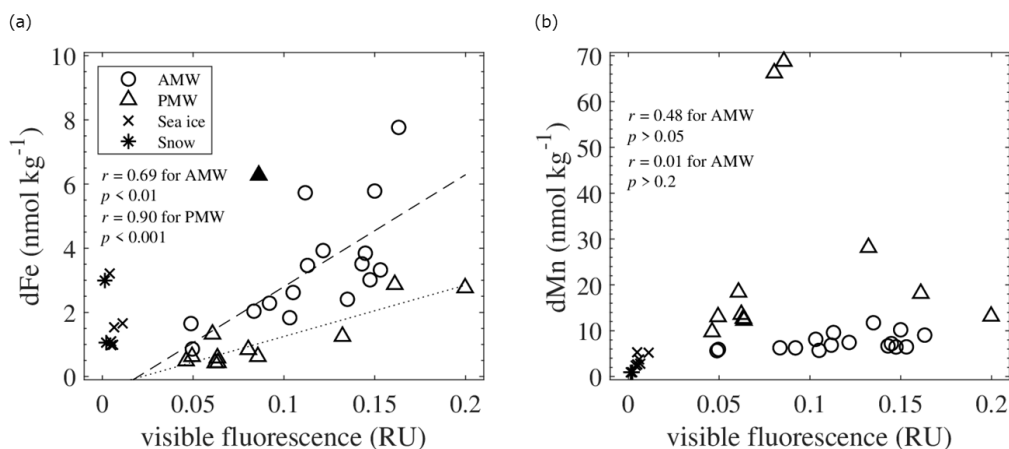 (a)
10
8
6
4
2
0
dFe (nmol kg-1)
AMW
PMW
Sea ice
Snow
r = 0.69 for AMW
p < 0.01
r = 0.90 for PMW
p < 0.001
0 0.05 0.1 0.15 0.2
visible fluorescence (RU)
(b)
70
60
50
40
30
20
10
0
dMn (nmol kg-1)
r = 0.48 for AMW
p > 0.05
r = 0.01 for AMW
p > 0.2
0 0.05 0.1 0.15 0.2
visible fluorescence (RU)